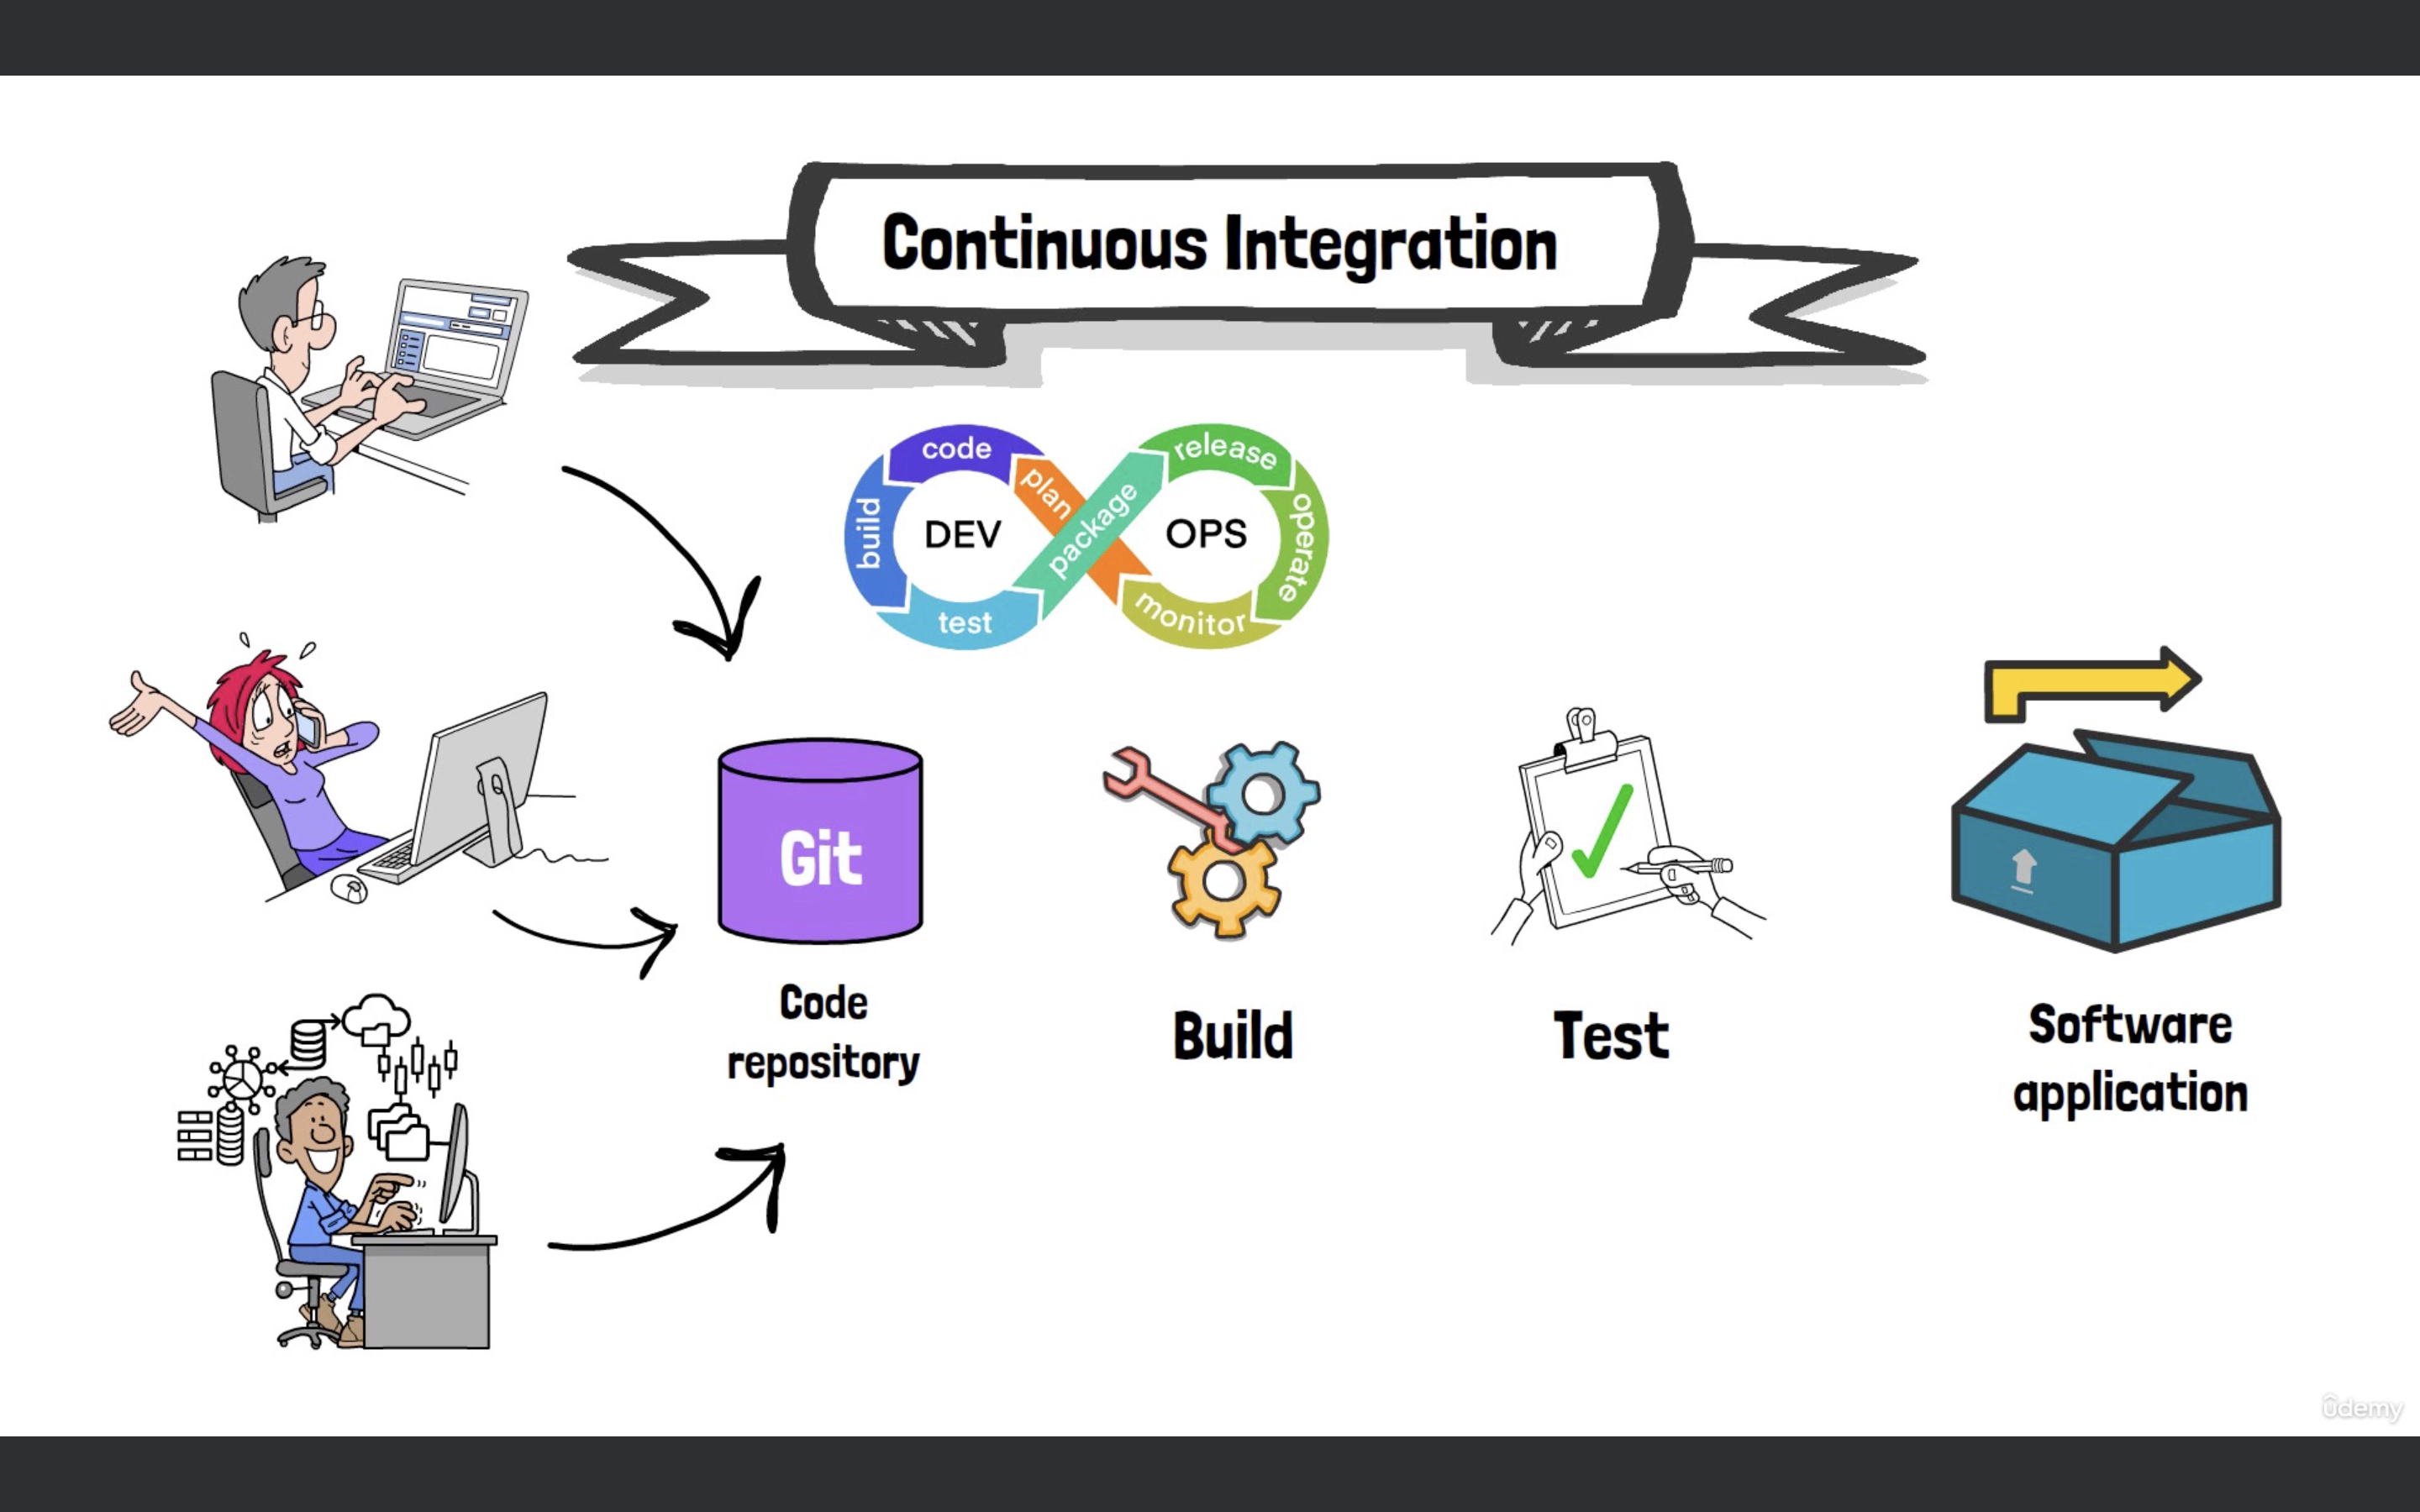 Continuous Integration
code
plan
build
DEV
test
package
release
OPS
operate
monitor
Git
Code
repository
Build
Test
Software
application
ûdemy